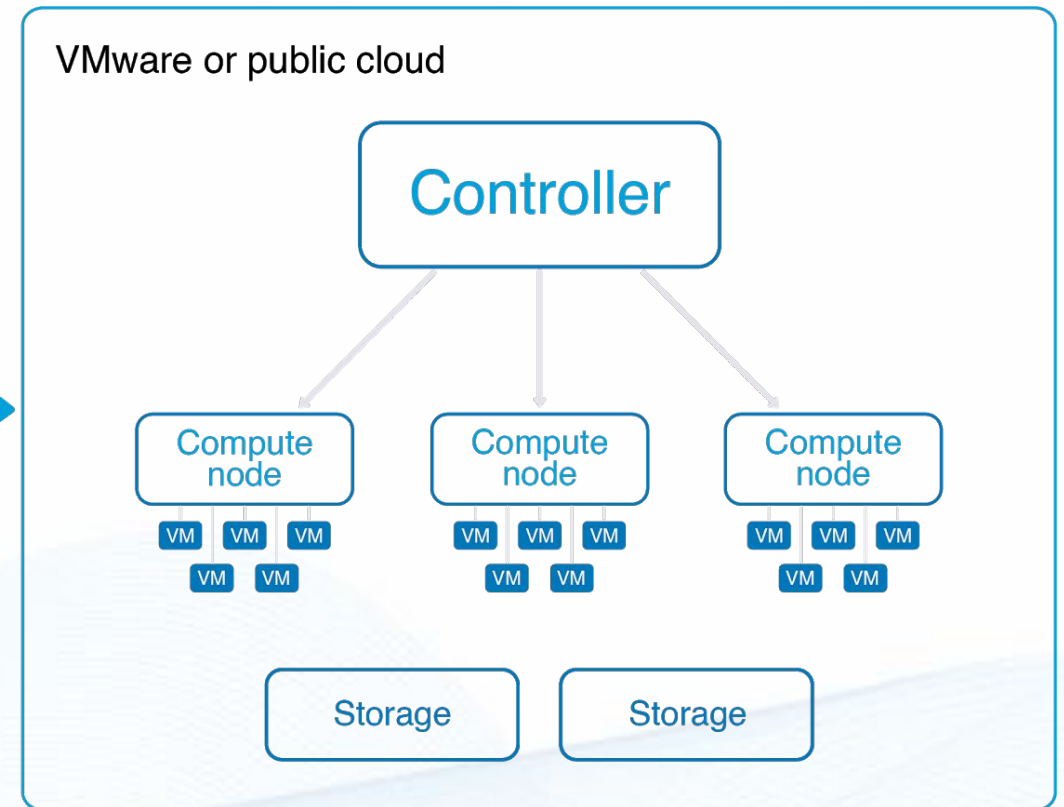 VMware or public cloud
Controller
Compute
node
Compute
node
Compute
node
VM VM VM
VM VM
VM VM VM
VM VM
VM VM VM
VM VM
Storage
Storage